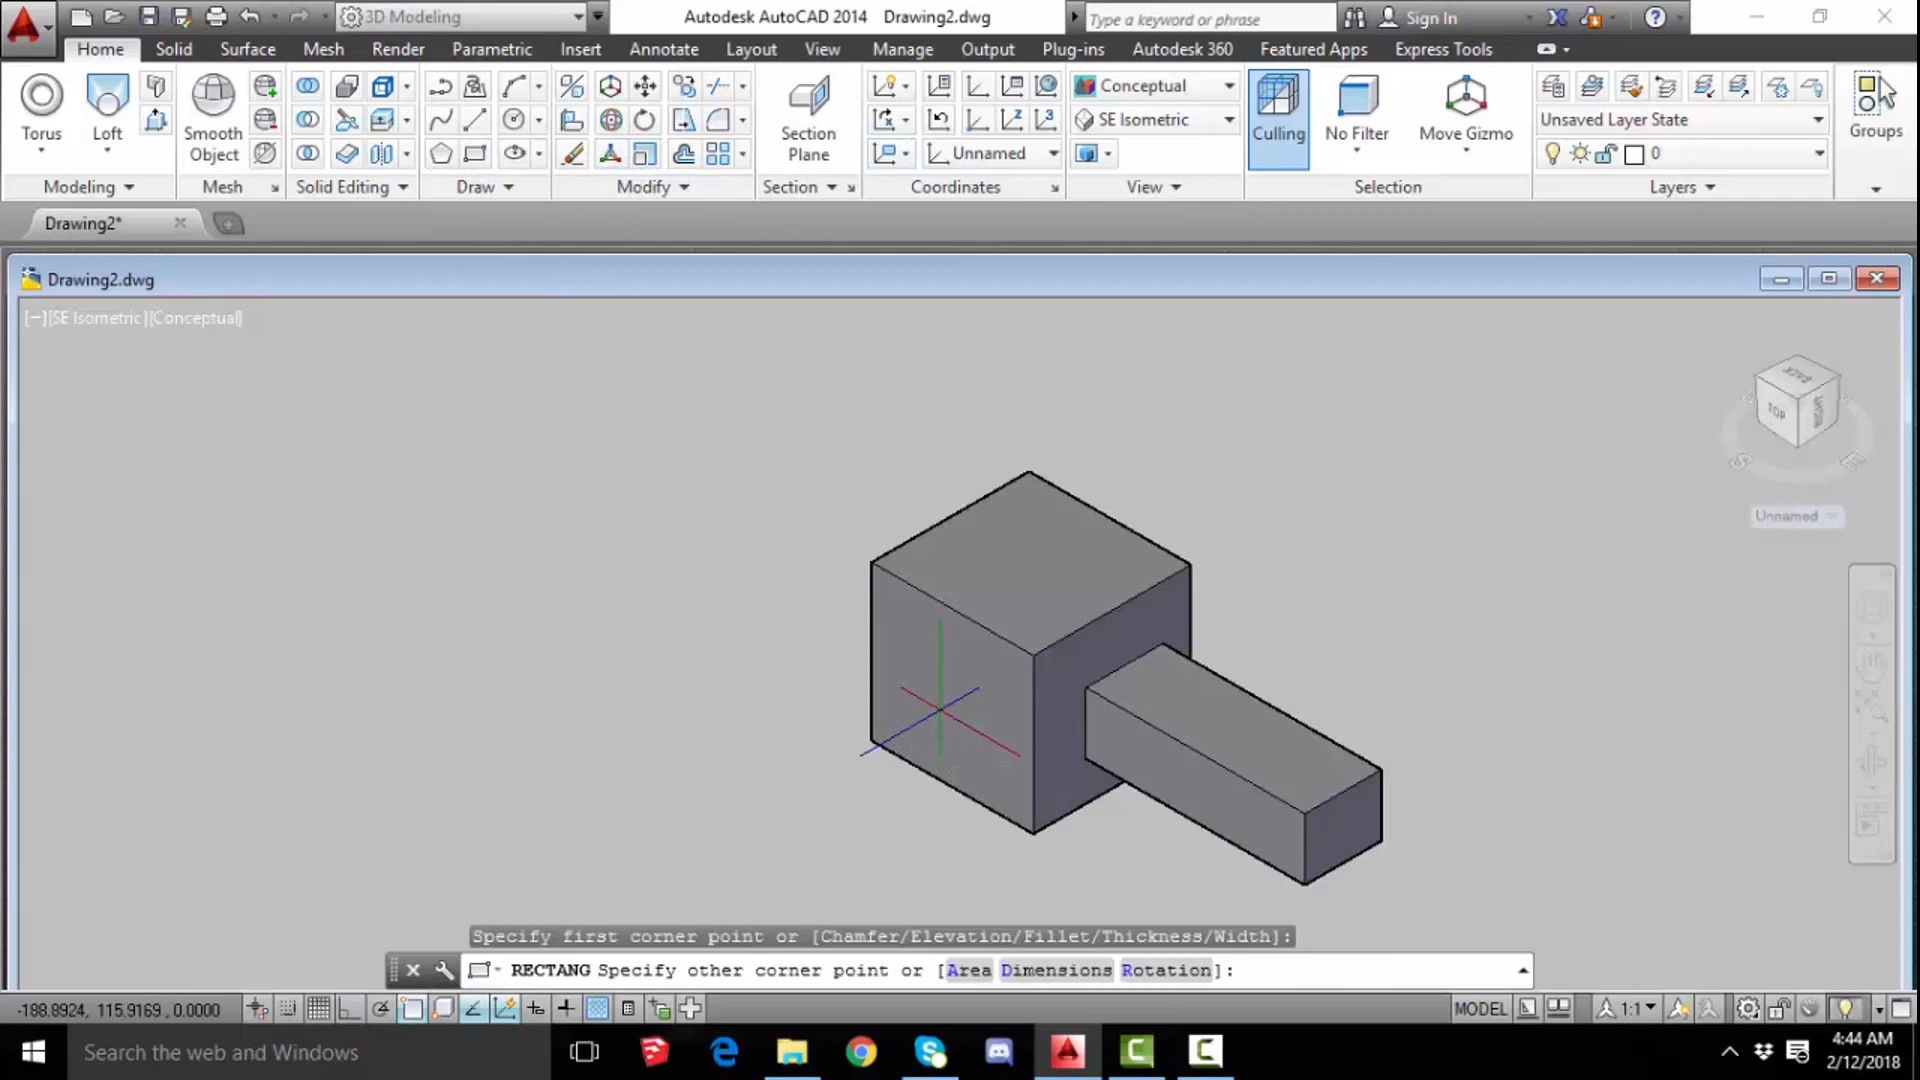 3D Modeling
Autodesk AutoCAD 2014 Drawing2.dwg
Type a keyword or phrase
Sign In
Home Solid Surface Mesh Render Parametric Insert Annotate Layout View Manage Output Plug-ins Autodesk 360 Featured Apps Express Tools
Torus
Loft
Smooth Object
Section Plane
Unnamed
Conceptual
SE Isometric
Culling
No Filter
Move Gizmo
Unsaved Layer State
0
Groups
Modeling Mesh Solid Editing Draw Modify Section Coordinates View Selection Layers
Drawing2*
Drawing2.dwg
[−][SE Isometric][Conceptual]
BACK
TOP
RIGHT
S
E
Unnamed
Specify first corner point or [Chamfer/Elevation/Fillet/Thickness/Width]:
RECTANG Specify other corner point or [Area Dimensions Rotation]:
-188.8924, 115.9169, 0.0000
MODEL
1:1
Search the web and Windows
4:44 AM
2/12/2018